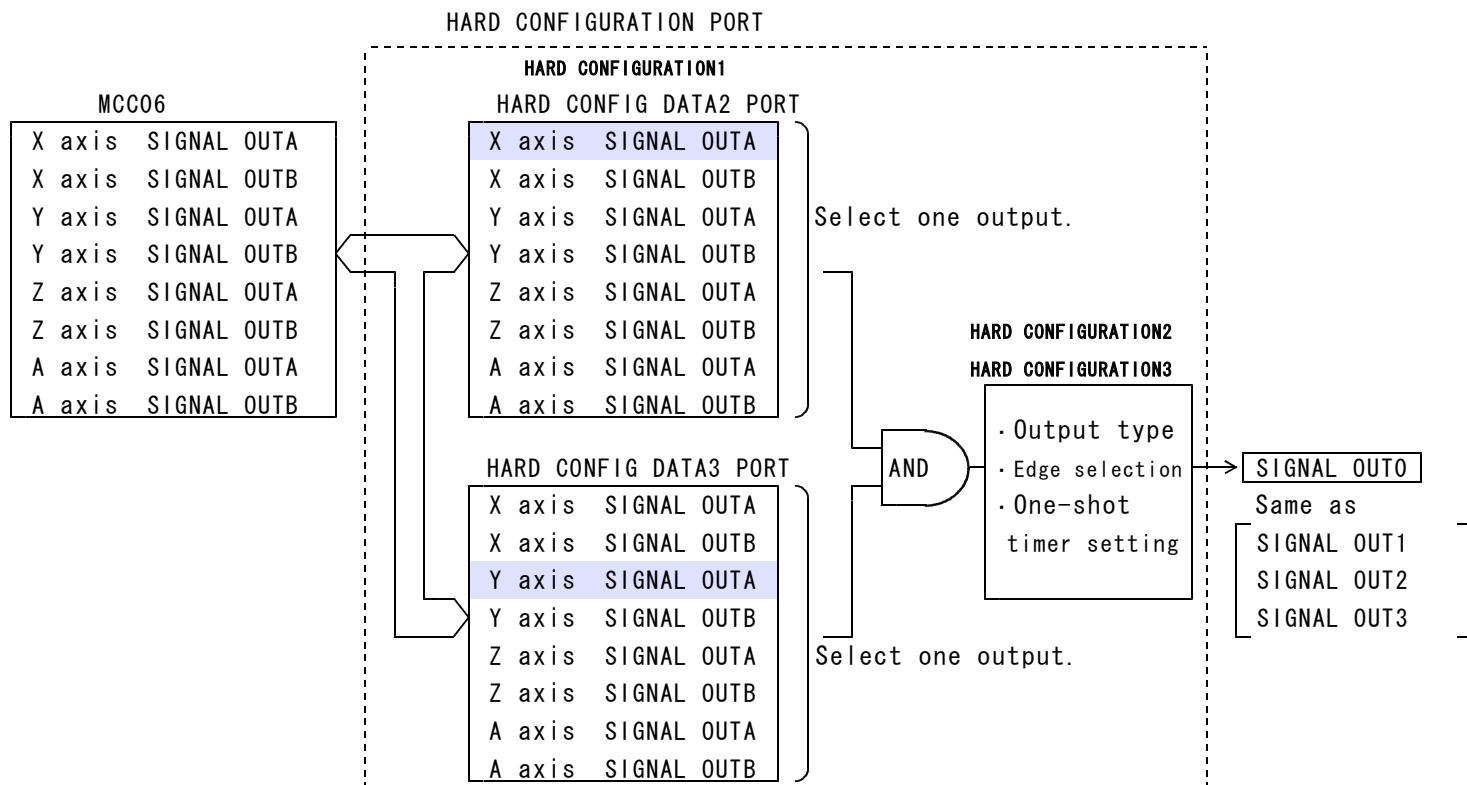 HARD CONFIGURATION PORT
HARD CONFIGURATION1
MCC06
X axis SIGNAL OUTA
X axis SIGNAL OUTB
Y axis SIGNAL OUTA
Y axis SIGNAL OUTB
Z axis SIGNAL OUTA
Z axis SIGNAL OUTB
A axis SIGNAL OUTA
A axis SIGNAL OUTB
HARD CONFIG DATA2 PORT
X axis SIGNAL OUTA
X axis SIGNAL OUTB
Y axis SIGNAL OUTA
Y axis SIGNAL OUTB
Z axis SIGNAL OUTA
Z axis SIGNAL OUTB
A axis SIGNAL OUTA
A axis SIGNAL OUTB
Select one output.
HARD CONFIG DATA3 PORT
X axis SIGNAL OUTA
X axis SIGNAL OUTB
Y axis SIGNAL OUTA
Y axis SIGNAL OUTB
Z axis SIGNAL OUTA
Z axis SIGNAL OUTB
A axis SIGNAL OUTA
A axis SIGNAL OUTB
Select one output.
AND
HARD CONFIGURATION2
HARD CONFIGURATION3
・Output type
・Edge selection
・One-shot
timer setting
SIGNAL OUT0
Same as
SIGNAL OUT1
SIGNAL OUT2
SIGNAL OUT3